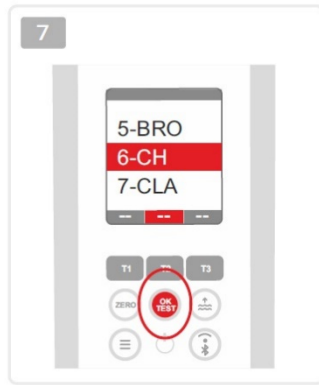 7
5-BRO
6-CH
7-CLA
-- -- --
T1 T2 T3
ZERO OK
TEST